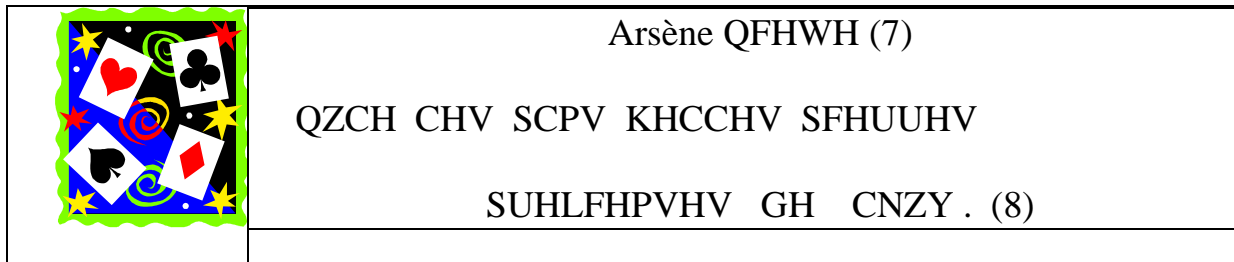 Arsène QFHWH (7)
QZCH CHV SCPV KHCCHV SFHUUHV
SUHLFHPVHV GH CNZY . (8)